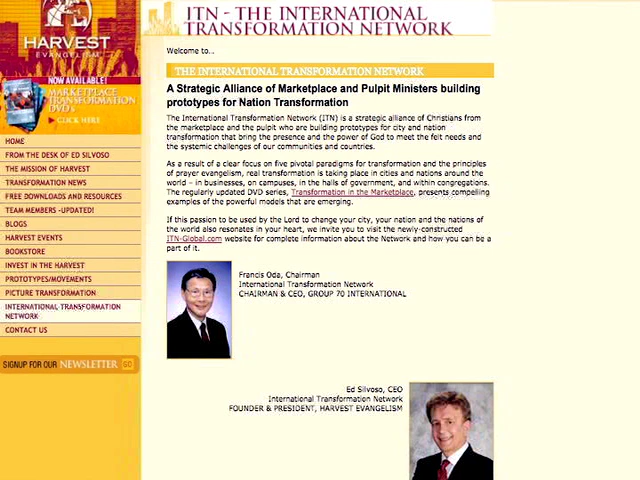 HARVEST
EVANGELISM
NOW AVAILABLE!
MARKETPLACE
TRANSFORMATION
DVD's
CLICK HERE
HOME
FROM THE DESK OF ED SILVOSO
THE MISSION OF HARVEST
TRANSFORMATION NEWS
FREE DOWNLOADS AND RESOURCES
TEAM MEMBERS -UPDATED!
BLOGS
HARVEST EVENTS
BOOKSTORE
INVEST IN THE HARVEST
PROTOTYPES/MOVEMENTS
PICTURE TRANSFORMATION
INTERNATIONAL TRANSFORMATION
NETWORK
CONTACT US
SIGNUP FOR OUR NEWSLETTER GO
ITN - THE INTERNATIONAL
TRANSFORMATION NETWORK
Welcome to..
THE INTERNATIONAL TRANSFORMATION NETWORK
A Strategic Alliance of Marketplace and Pulpit Ministers building
prototypes for Nation Transformation
The International Transformation Network (ITN) is a strategic alliance of Christians from
the marketplace and the pulpit who are building prototypes for city and nation
transformation that bring the presence and the power of God to meet the felt needs and
the systemic challenges of our communities and countries.
As a result of a clear focus on five pivotal paradigms for transformation and the principles
of prayer evangelism, real transformation is taking place in cities and nations around the
world – in businesses, on campuses, in the halls of government, and within congregations.
The regularly updated DVD series, Transformation in the Marketplace, presents compelling
examples of the powerful models that are emerging.
If this passion to be used by the Lord to change your city, your nation and the nations of
the world also resonates in your heart, we invite you to visit the newly-constructed
ITN-Global.com website for complete information about the Network and how you can be a
part of it.
Francis Oda, Chairman
International Transformation Network
CHAIRMAN & CEO, GROUP 70 INTERNATIONAL
Ed Silvoso, CEO
International Transformation Network
FOUNDER & PRESIDENT, HARVEST EVANGELISM